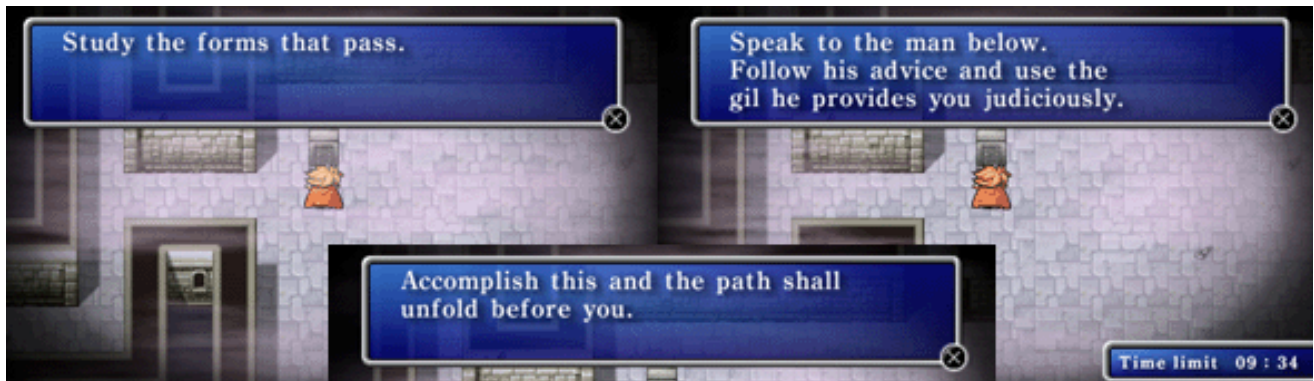 Study the forms that pass.
Speak to the man below.
Follow his advice and use the
gil he provides you judiciously.
Accomplish this and the path shall
unfold before you.
Time limit 09 : 34